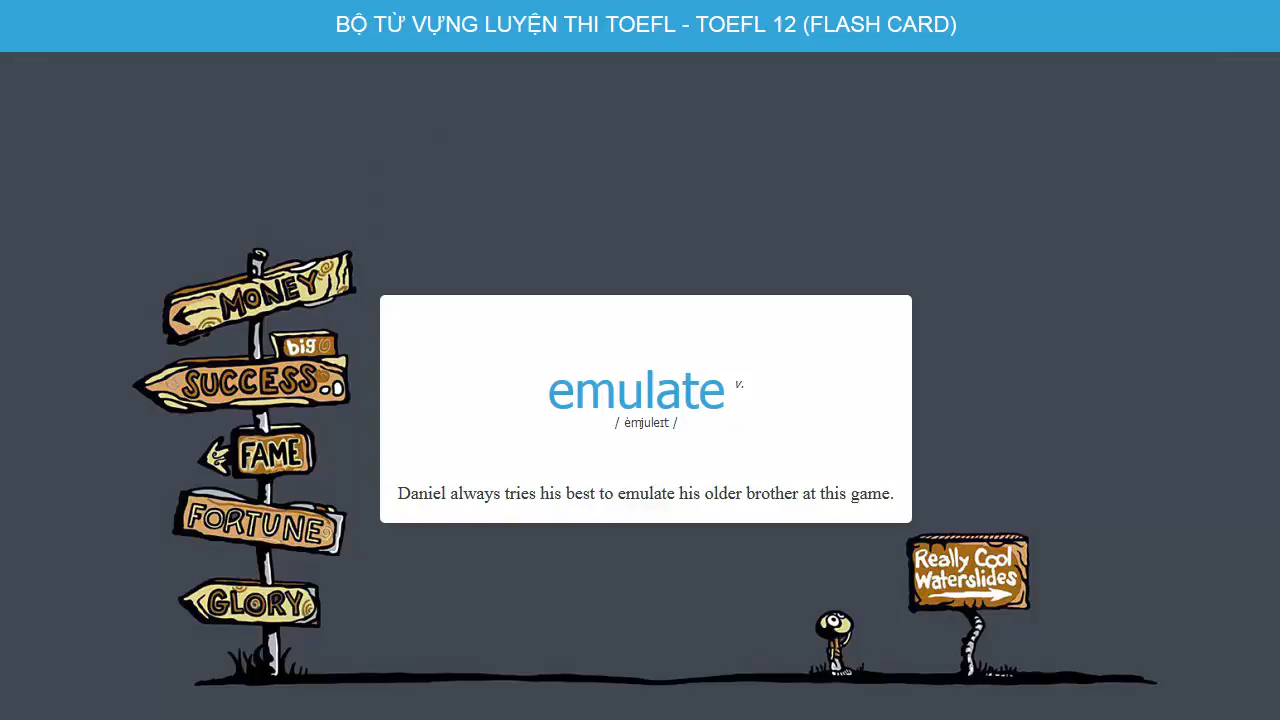 BỘ TỪ VỰNG LUYỆN THI TOEFL - TOEFL 12 (FLASH CARD)
MONEY
big
SUCCESS
FAME
FORTUNE
GLORY
emulate v.
/ èmjuleɪt /
Daniel always tries his best to emulate his older brother at this game.
Really Cool
Waterslides